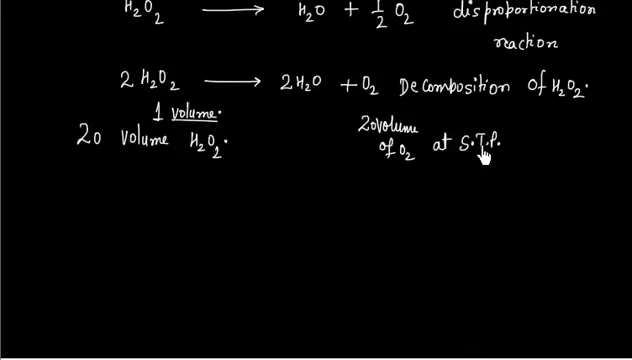 H₂O₂ ⟶ H₂O + 1/2 O₂ disproportionation
reaction
2 H₂O₂ ⟶ 2H₂O + O₂ Decomposition of H₂O₂.
1 volume.
20 volume H₂O₂.
20volume
of O₂ at S.T.P.